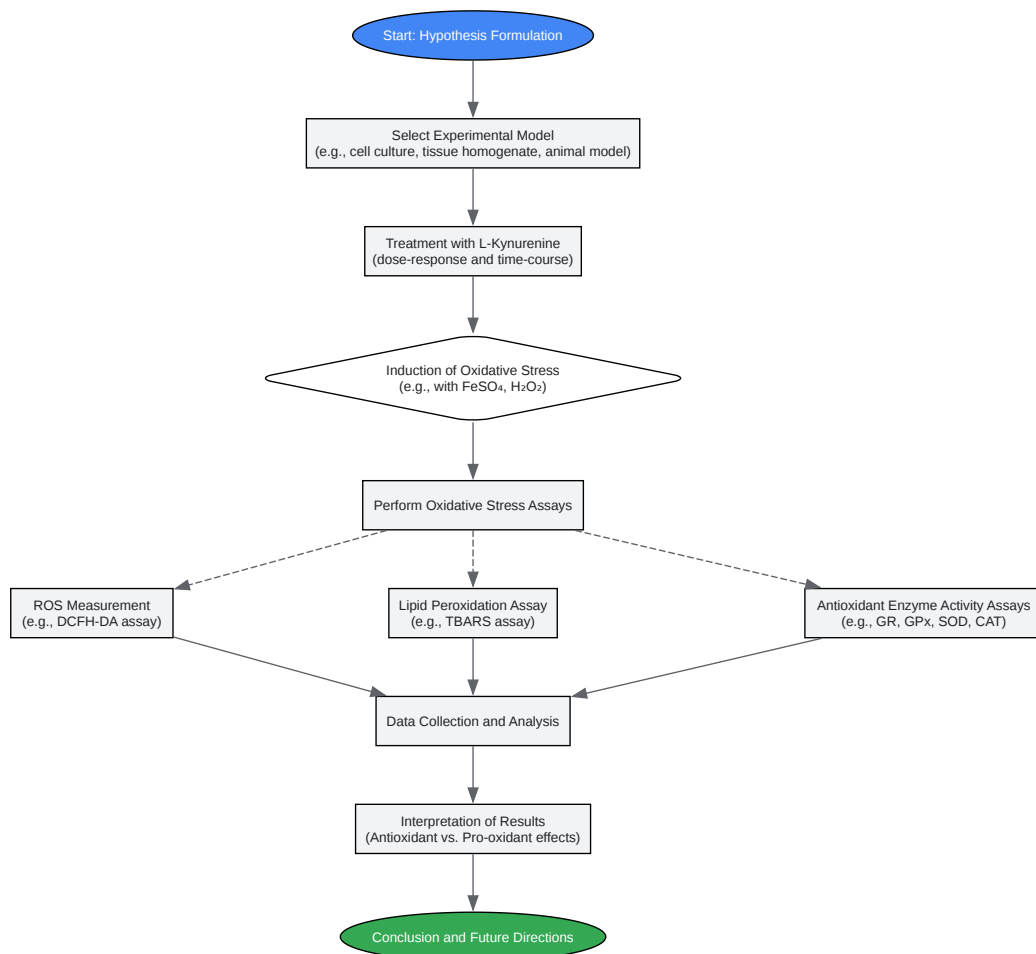 Start: Hypothesis Formulation
Select Experimental Model
(e.g., cell culture, tissue homogenate, animal model)
Treatment with L-Kynurenine
(dose-response and time-course)
Induction of Oxidative Stress
(e.g., with FeSO₄, H₂O₂)
Perform Oxidative Stress Assays
ROS Measurement
(e.g., DCFH-DA assay)
Lipid Peroxidation Assay
(e.g., TBARS assay)
Antioxidant Enzyme Activity Assays
(e.g., GR, GPx, SOD, CAT)
Data Collection and Analysis
Interpretation of Results
(Antioxidant vs. Pro-oxidant effects)
Conclusion and Future Directions